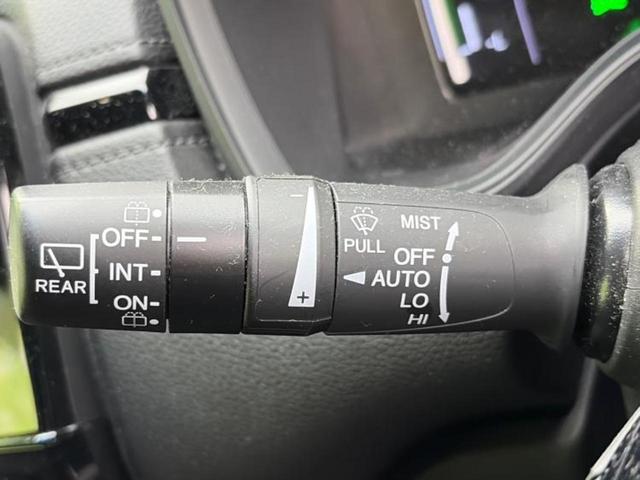 REAR
OFF
INT
ON
PULL
MIST
OFF
AUTO
LO
HI